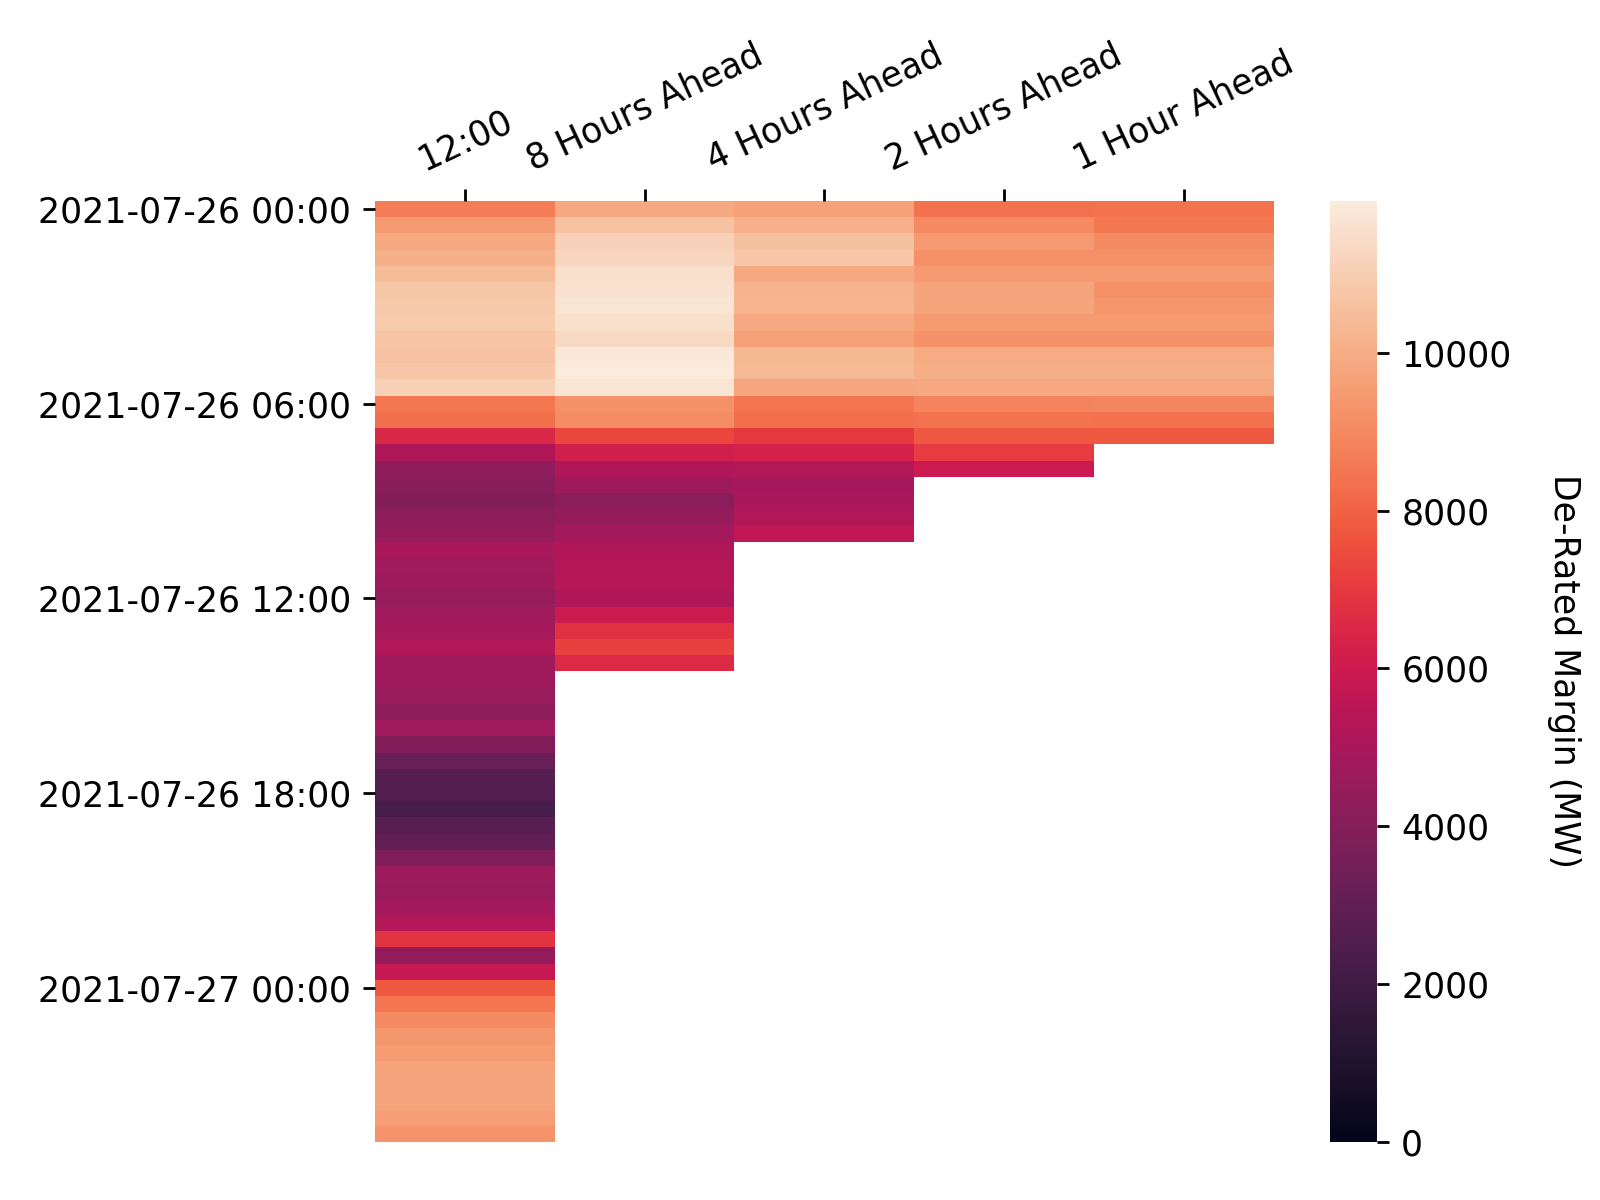 12:00
8 Hours Ahead
4 Hours Ahead
2 Hours Ahead
1 Hour Ahead
2021-07-26 00:00
2021-07-26 06:00
2021-07-26 12:00
2021-07-26 18:00
2021-07-27 00:00
10000
8000
6000
4000
2000
0
De-Rated Margin (MW)